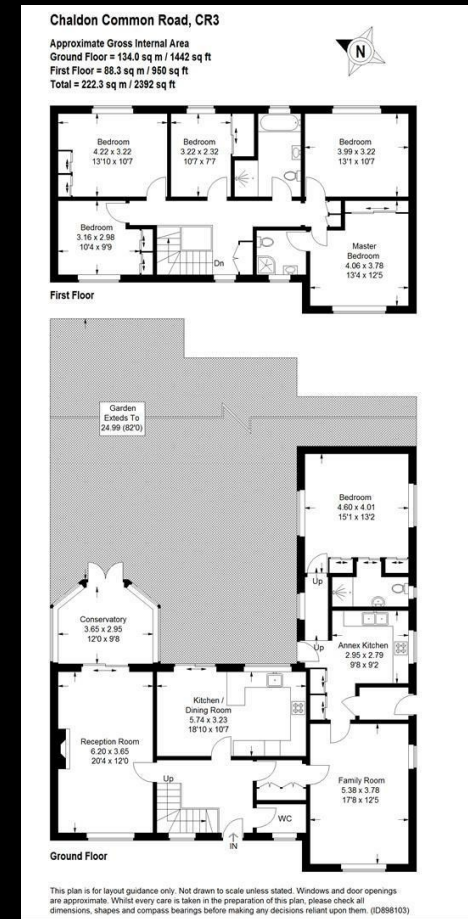 Chaldon Common Road, CR3
Approximate Gross Internal Area
Ground Floor = 134.0 sq m / 1442 sq ft
First Floor = 88.3 sq m / 950 sq ft
Total = 222.3 sq m / 2392 sq ft
N
Bedroom
4.22 x 3.22
13'10 x 10'7
Bedroom
3.22 x 2.32
10'7 x 7'7
Bedroom
3.99 x 3.22
13'1 x 10'7
Bedroom
3.16 x 2.98
10'4 x 9'9
Dn
Master
Bedroom
4.06 x 3.78
13'4 x 12'5
First Floor
Garden
Exteds To
24.99 (82'0)
Bedroom
4.60 x 4.01
15'1 x 13'2
Up
Conservatory
3.65 x 2.95
12'0 x 9'8
Up
Annex Kitchen
2.95 x 2.79
9'8 x 9'2
Kitchen /
Dining Room
5.74 x 3.23
18'10 x 10'7
Reception Room
6.20 x 3.65
20'4 x 12'0
Up
Family Room
5.38 x 3.78
17'8 x 12'5
WC
IN
Ground Floor
This plan is for layout guidance only. Not drawn to scale unless stated. Windows and door openings
are approximate. Whilst every care is taken in the preparation of this plan, please check all
dimensions, shapes and compass bearings before making any decisions reliant upon them. (ID898103)